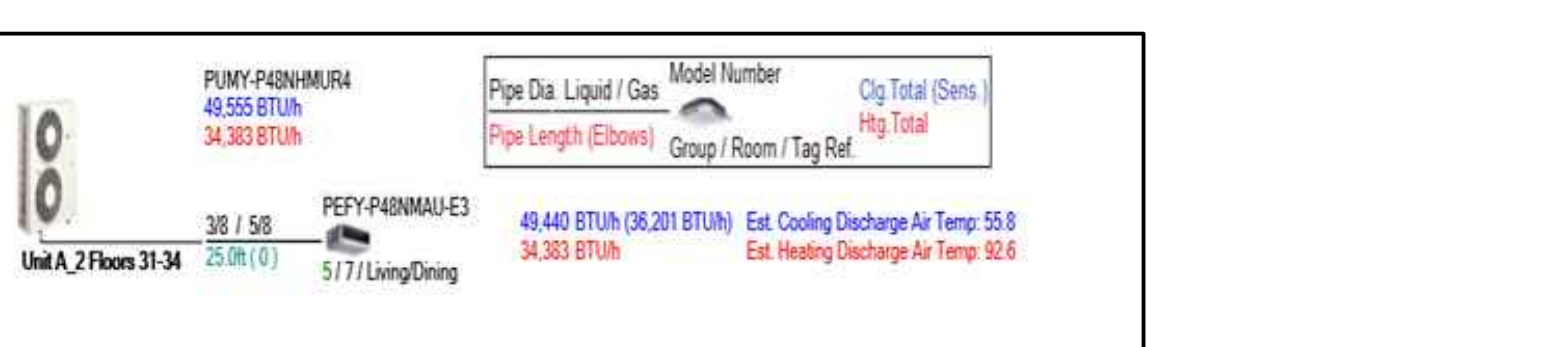 PUMY-P48NHMUR4
49,555 BTU/h
34,383 BTU/h
Pipe Dia. Liquid / Gas
Pipe Length (Elbows)
Model Number
Group / Room / Tag Ref.
Clg Total (Sens.)
Htg.Total
Unit A_2 Floors 31-34
3/8 / 5/8
25.0ft ( 0 )
PEFY-P48NMAU-E3
5 / 7 / Living/Dining
49,440 BTU/h (36,201 BTU/h) Est. Cooling Discharge Air Temp: 55.8
34,383 BTU/h Est. Heating Discharge Air Temp: 92.6